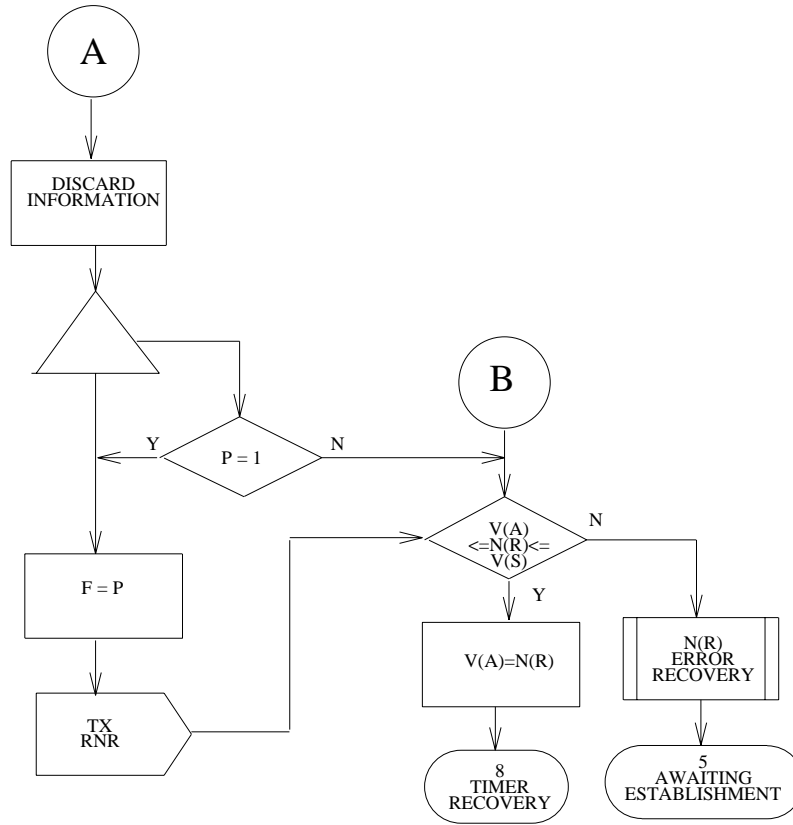 A
DISCARD
INFORMATION
B
Y
P = 1
N
V(A)
<=N(R)<=
V(S)
N
Y
F = P
V(A)=N(R)
N(R)
ERROR
RECOVERY
TX
RNR
8
TIMER
RECOVERY
5
AWAITING
ESTABLISHMENT